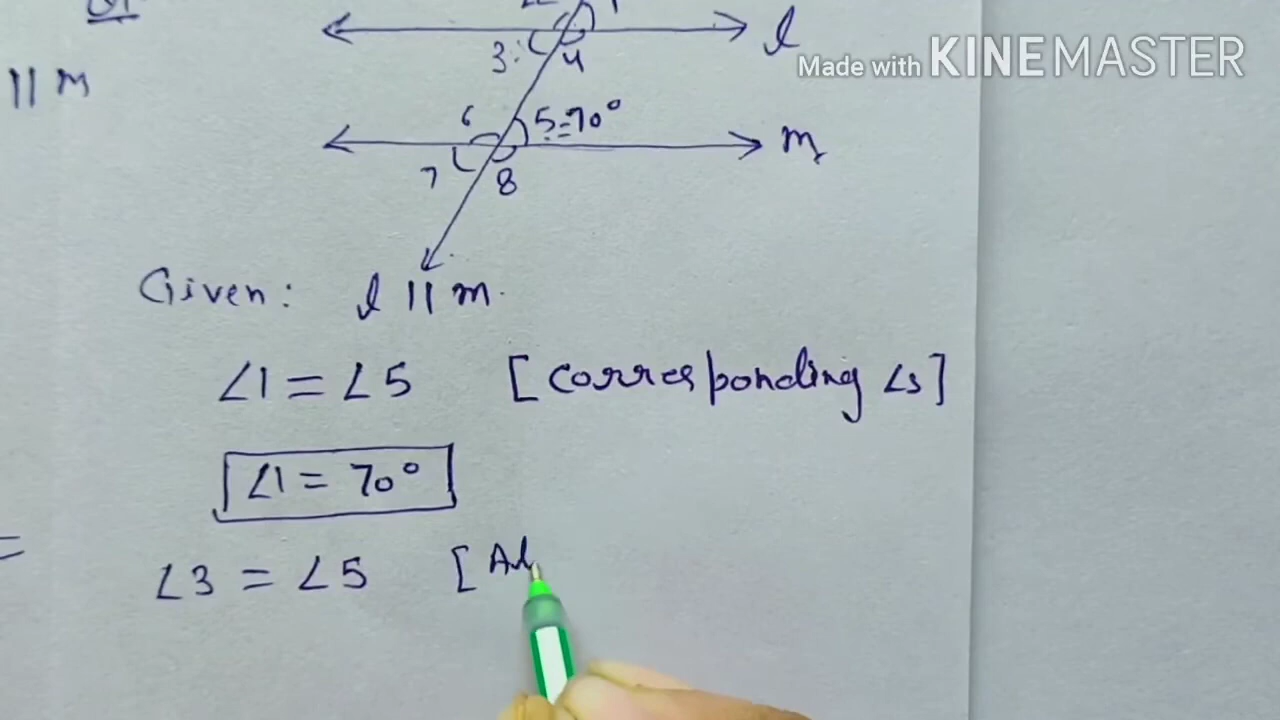 l
Made with KINEMASTER
|| m
3
4
6
5=70°
m
7
8
Given: l || m.
∠1 = ∠5 [corresponding ∠s]
∠1 = 70°
=
∠3 = ∠5 [Al